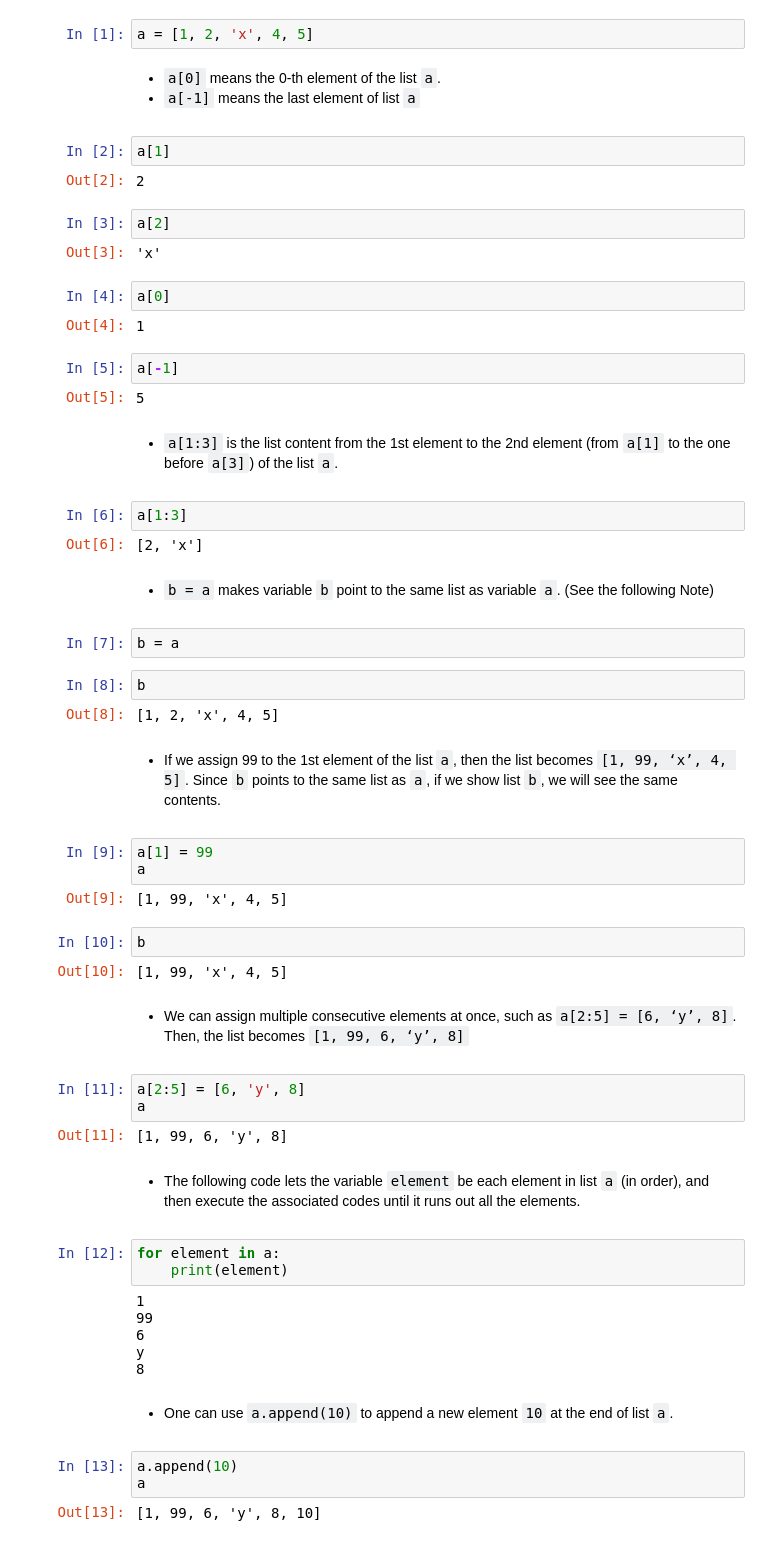 In [1]: a = [1, 2, 'x', 4, 5]
• a[0] means the 0-th element of the list a .
• a[-1] means the last element of list a
In [2]: a[1]
Out[2]: 2
In [3]: a[2]
Out[3]: 'x'
In [4]: a[0]
Out[4]: 1
In [5]: a[-1]
Out[5]: 5
• a[1:3] is the list content from the 1st element to the 2nd element (from a[1] to the one
before a[3] ) of the list a .
In [6]: a[1:3]
Out[6]: [2, 'x']
• b = a makes variable b point to the same list as variable a . (See the following Note)
In [7]: b = a
In [8]: b
Out[8]: [1, 2, 'x', 4, 5]
• If we assign 99 to the 1st element of the list a , then the list becomes [1, 99, ‘x’, 4,
5] . Since b points to the same list as a , if we show list b , we will see the same
contents.
In [9]: a[1] = 99
a
Out[9]: [1, 99, 'x', 4, 5]
In [10]: b
Out[10]: [1, 99, 'x', 4, 5]
• We can assign multiple consecutive elements at once, such as a[2:5] = [6, ‘y’, 8] .
Then, the list becomes [1, 99, 6, ‘y’, 8]
In [11]: a[2:5] = [6, 'y', 8]
a
Out[11]: [1, 99, 6, 'y', 8]
• The following code lets the variable element be each element in list a (in order), and
then execute the associated codes until it runs out all the elements.
In [12]: for element in a:
    print(element)
1
99
6
y
8
• One can use a.append(10) to append a new element 10 at the end of list a .
In [13]: a.append(10)
a
Out[13]: [1, 99, 6, 'y', 8, 10]